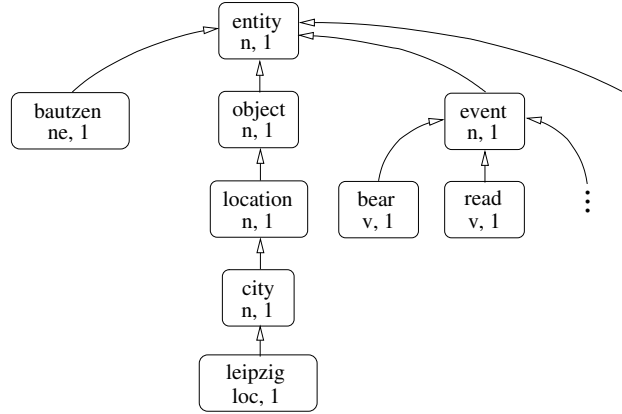 entity
n, 1
bautzen
ne, 1
object
n, 1
event
n, 1
location
n, 1
bear
v, 1
read
v, 1
city
n, 1
leipzig
loc, 1